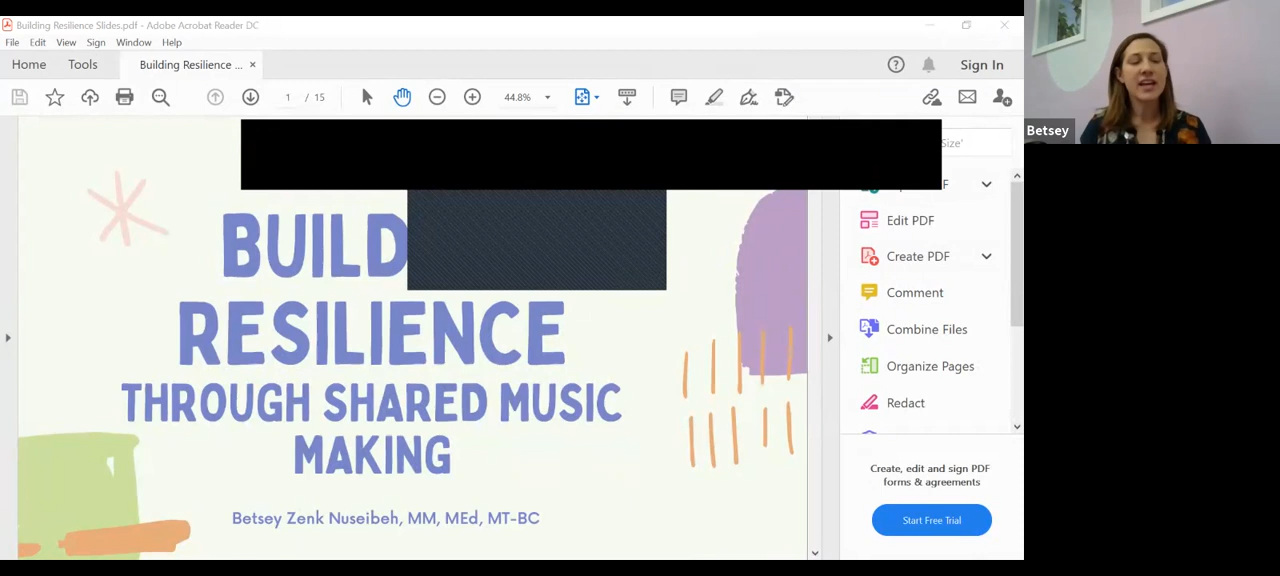 Building Resilience Slides.pdf - Adobe Acrobat Reader DC
File Edit View Sign Window Help
Home Tools Building Resilience ... × Sign In
1 / 15 44.8%
Size'
F
Edit PDF
Create PDF
Comment
Combine Files
Organize Pages
Redact
Create, edit and sign PDF
forms & agreements
Start Free Trial
BUILD
RESILIENCE
THROUGH SHARED MUSIC
MAKING
Betsey Zenk Nuseibeh, MM, MEd, MT-BC
Betsey